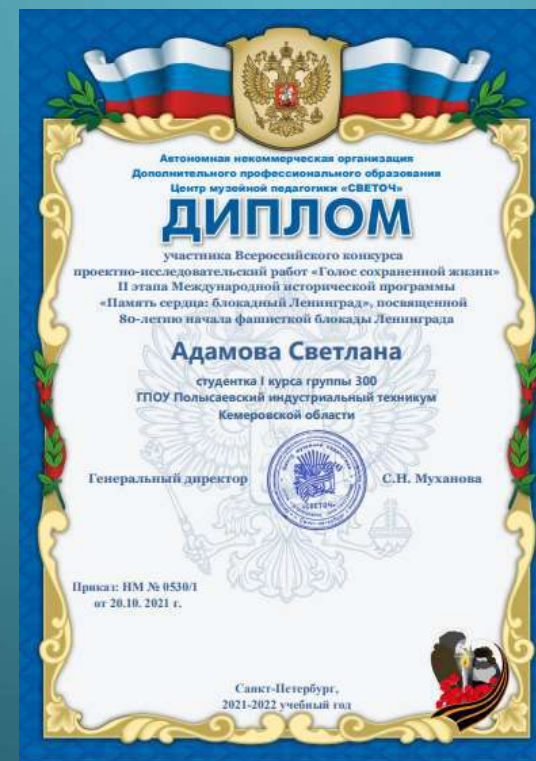 Автономная некоммерческая организация
Дополнительного профессионального образования
Центр музейной педагогики «СВЕТОЧ»
ДИПЛОМ
участника Всероссийского конкурса
проектно-исследовательский работ «Голос сохраненной жизни»
II этапа Международной исторической программы
«Память сердца: блокадный Ленинград», посвященной
80-летию начала фашисткой блокады Ленинграда
Адамова Светлана
студентка I курса группы 300
ГПОУ Полысаевский индустриальный техникум
Кемеровской области
Генеральный директор
«СВЕТОЧ»
С.Н. Муханова
Приказ: НМ № 0530/1
от 20.10. 2021 г.
Санкт-Петербург,
2021-2022 учебный год